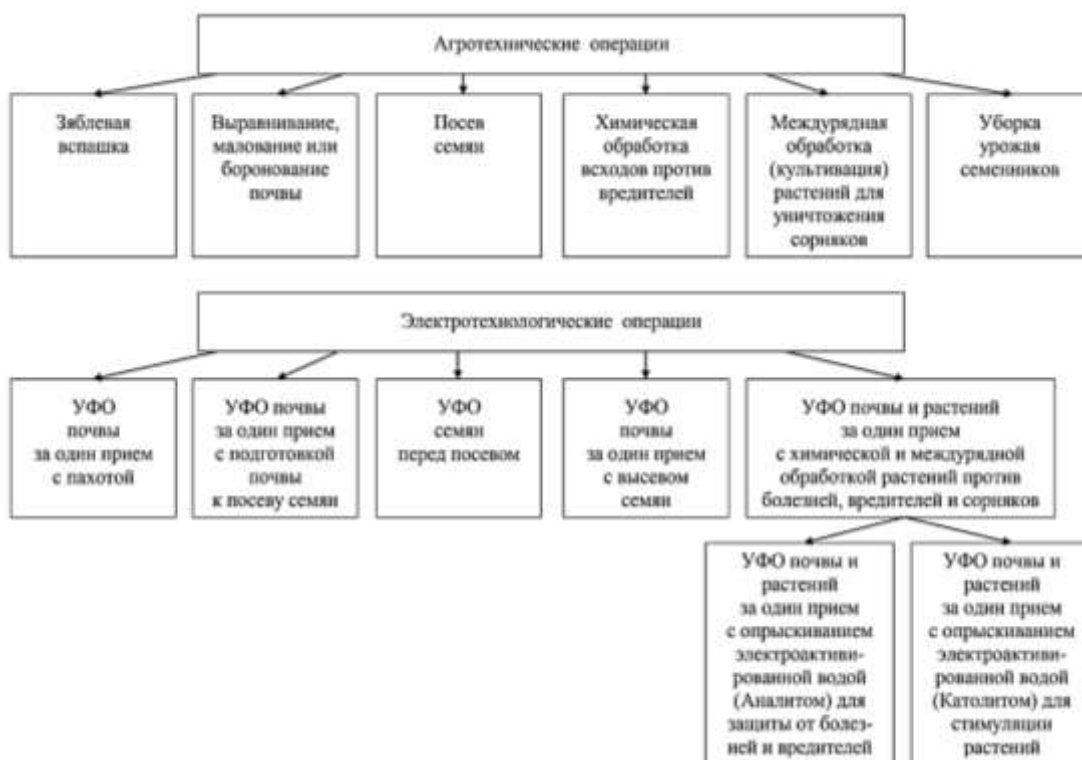 Агротехнические операции
Зяблевая
вспашка
Выравнивание,
малование или
боронование
почвы
Посев
семян
Химическая
обработка
всходов против
вредителей
Междурядная
обработка
(культивация)
растений для
уничтожения
сорняков
Уборка
урожая
семенников
Электротехнологические операции
УФО
почвы
за один прием
с пахотой
УФО почвы
за один прием
с подготовкой
почвы
к посеву семян
УФО
семян
перед посевом
УФО
почвы
за один прием
с высевом
семян
УФО почвы и растений
за один прием
с химической и междурядной
обработкой растений против
болезней, вредителей и сорняков
УФО почвы и
растений
за один прием
с опрыскиванием
электроактиви-
рованной водой
(Аналитом) для
защиты от болез-
ней и вредителей
УФО почвы и
растений
за один прием
с опрыскиванием
электроактиви-
рованной водой
(Католитом) для
стимуляции
растений